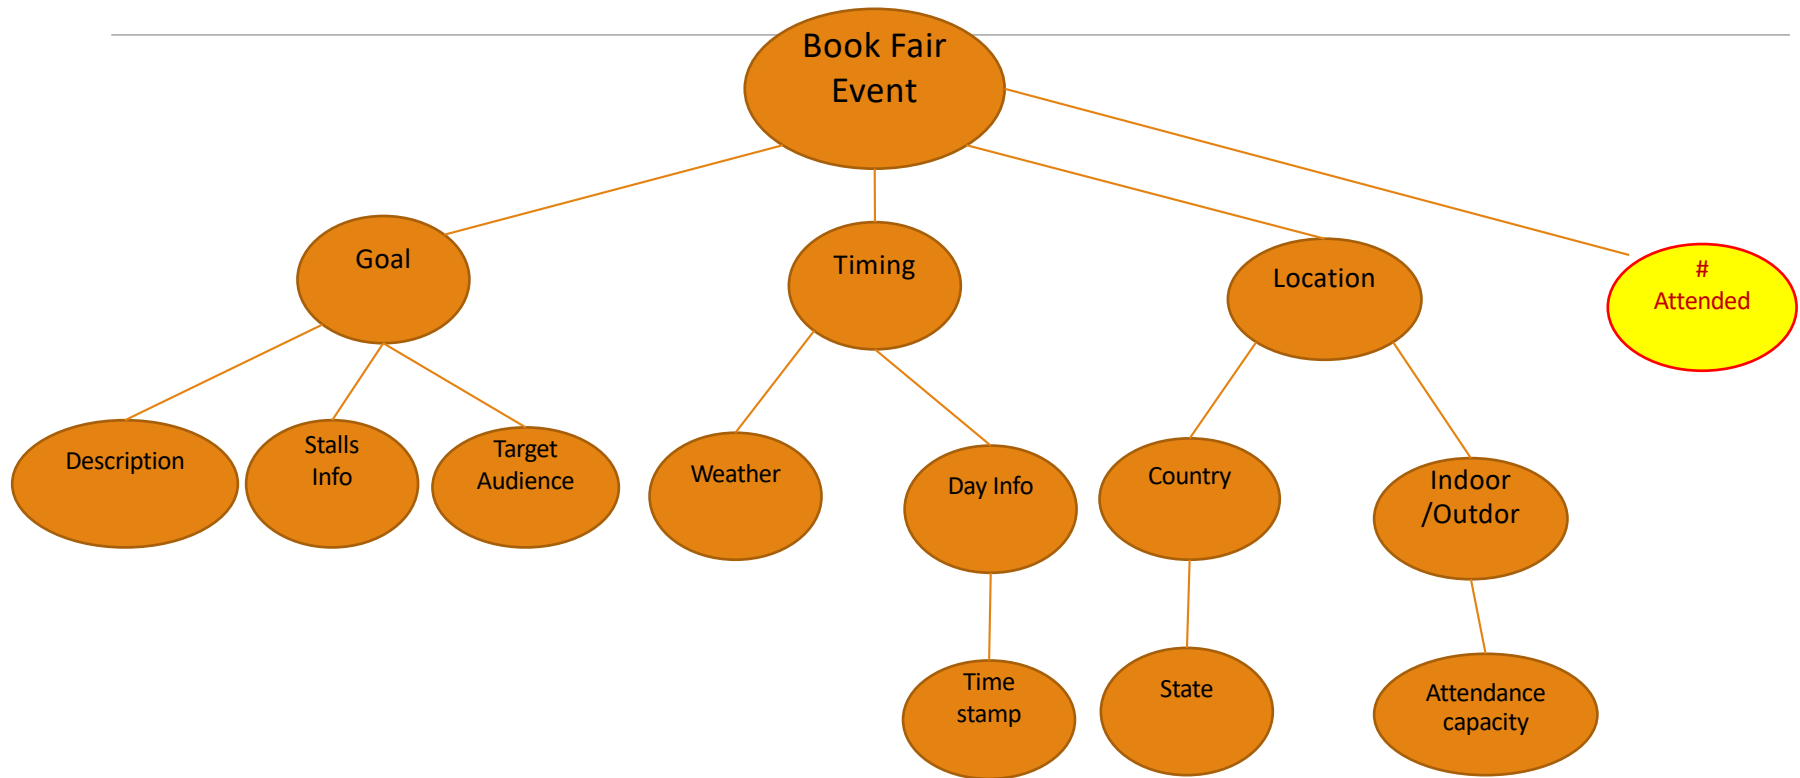 Book Fair
Event
Goal
Timing
Location
#
Attended
Description
Stalls
Info
Target
Audience
Weather
Day Info
Country
Indoor
/Outdor
Time
stamp
State
Attendance
capacity